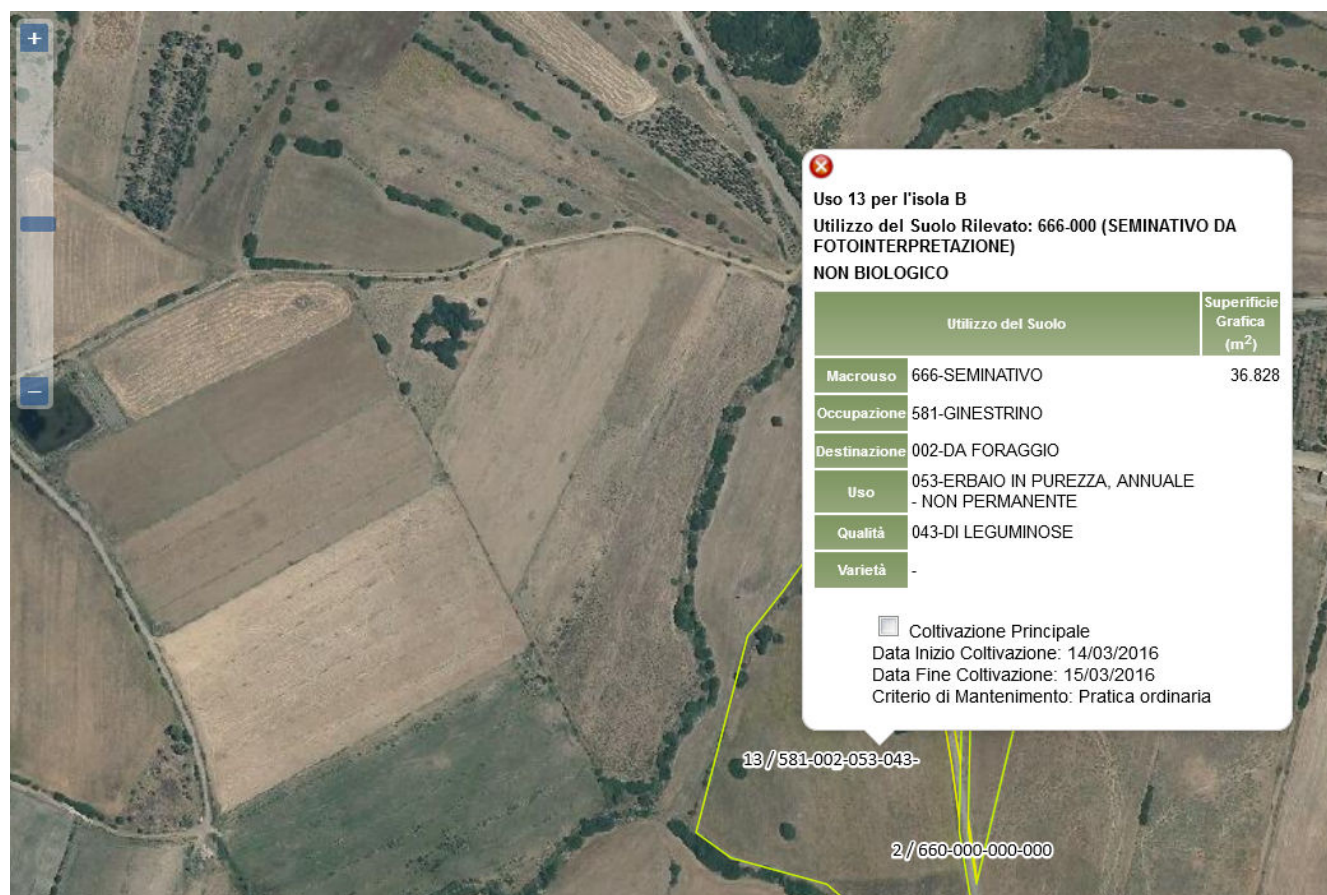 +
−
Uso 13 per l'isola B
Utilizzo del Suolo Rilevato: 666-000 (SEMINATIVO DA
FOTOINTERPRETAZIONE)
NON BIOLOGICO
Utilizzo del Suolo
Superificie
Grafica
(m²)
Macrouso 666-SEMINATIVO 36.828
Occupazione 581-GINESTRINO
Destinazione 002-DA FORAGGIO
Uso 053-ERBAIO IN PUREZZA, ANNUALE
- NON PERMANENTE
Qualità 043-DI LEGUMINOSE
Varietà -
Coltivazione Principale
Data Inizio Coltivazione: 14/03/2016
Data Fine Coltivazione: 15/03/2016
Criterio di Mantenimento: Pratica ordinaria
13 / 581-002-053-043-
2 / 660-000-000-000